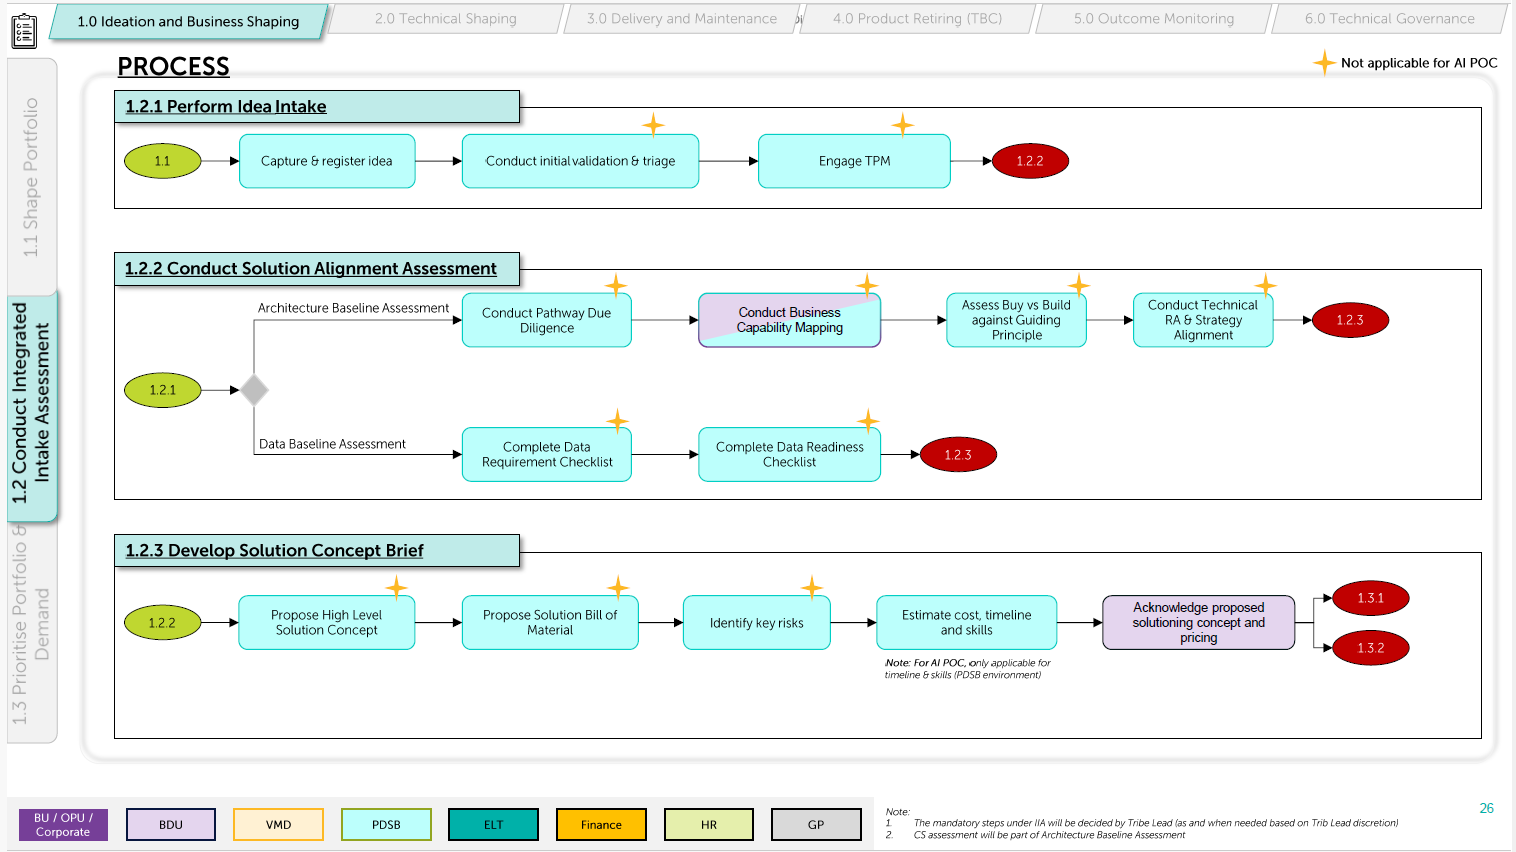 1.0 Ideation and Business Shaping
2.0 Technical Shaping
3.0 Delivery and Maintenance
4.0 Product Retiring (TBC)
5.0 Outcome Monitoring
6.0 Technical Governance
PROCESS
Not applicable for AI POC
1.1 Shape Portfolio
1.2 Conduct Integrated
Intake Assessment
1.3 Prioritise Portfolio &
Demand
1.2.1 Perform Idea Intake
1.1
Capture & register idea
Conduct initial validation & triage
Engage TPM
1.2.2
1.2.2 Conduct Solution Alignment Assessment
Architecture Baseline Assessment
Conduct Pathway Due
Diligence
Conduct Business
Capability Mapping
Assess Buy vs Build
against Guiding
Principle
Conduct Technical
RA & Strategy
Alignment
1.2.3
1.2.1
Data Baseline Assessment
Complete Data
Requirement Checklist
Complete Data Readiness
Checklist
1.2.3
1.2.3 Develop Solution Concept Brief
1.2.2
Propose High Level
Solution Concept
Propose Solution Bill of
Material
Identify key risks
Estimate cost, timeline
and skills
Note: For AI POC, only applicable for
timeline & skills (PDSB environment)
Acknowledge proposed
solutioning concept and
pricing
1.3.1
1.3.2
BU / OPU /
Corporate
BDU
VMD
PDSB
ELT
Finance
HR
GP
Note:
1. The mandatory steps under IIA will be decided by Tribe Lead (as and when needed based on Trib Lead discretion)
2. CS assessment will be part of Architecture Baseline Assessment
26